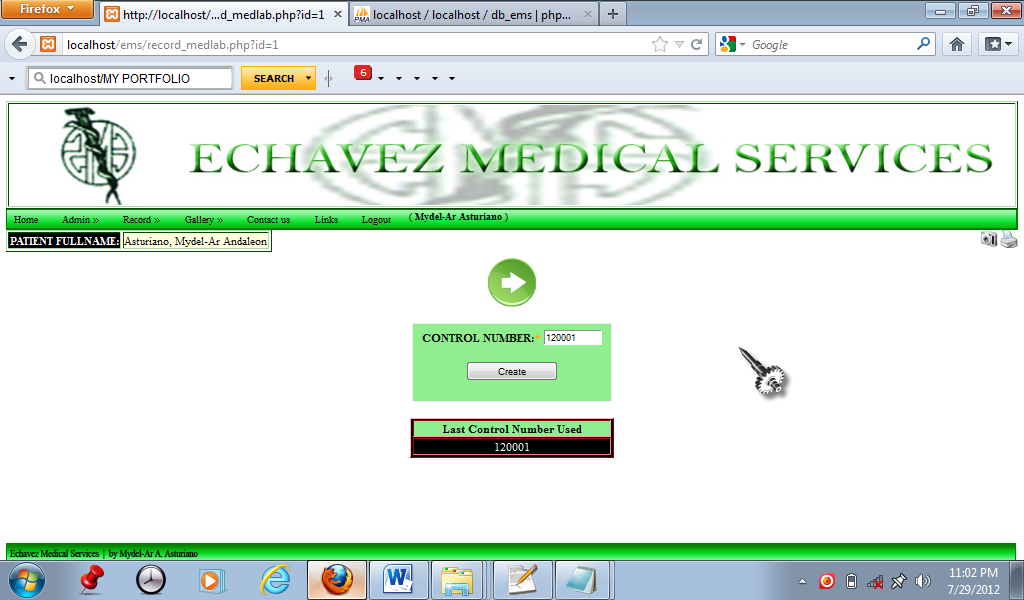 Firefox
http://localhost/...d_medlab.php?id=1
localhost / localhost / db_ems | php...
localhost/ems/record_medlab.php?id=1
Google
localhost/MY PORTFOLIO
SEARCH
6
ECHAVEZ MEDICAL SERVICES
Home Admin » Record » Gallery » Contact us Links Logout ( Mydel-Ar Asturiano )
PATIENT FULLNAME: Asturiano, Mydel-Ar Andaleon
CONTROL NUMBER:* 120001
Create
Last Control Number Used
120001
Echavez Medical Services | by Mydel-Ar A. Asturiano
11:02 PM
7/29/2012